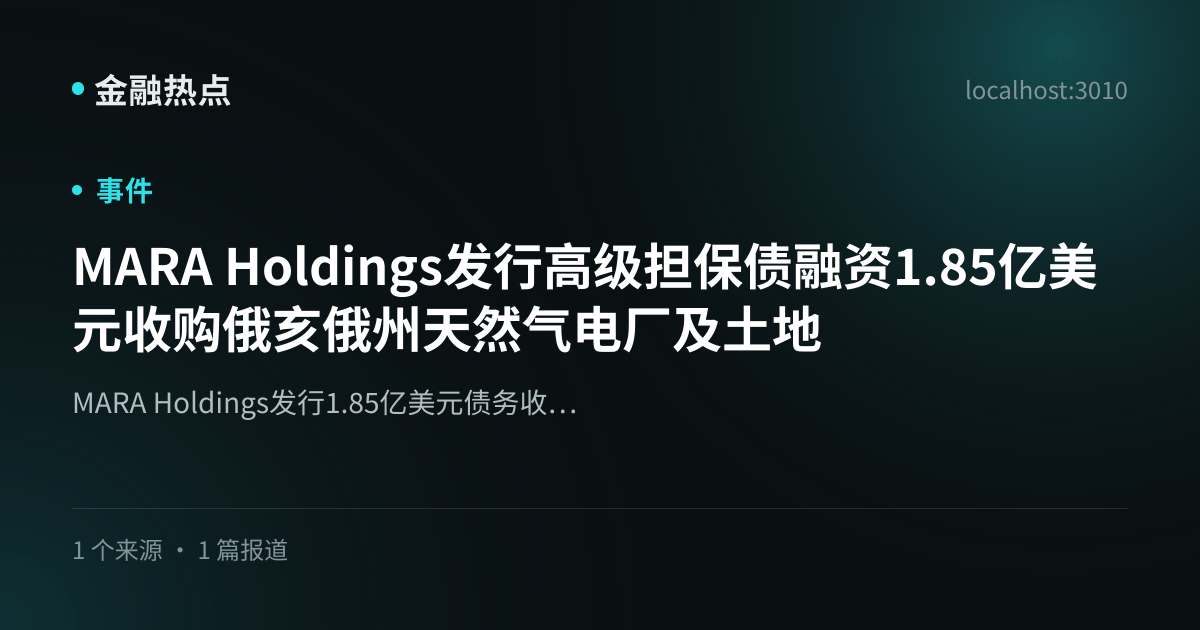 金融热点
localhost:3010
事件
MARA Holdings发行高级担保债融资1.85亿美
元收购俄亥俄州天然气电厂及土地
MARA Holdings发行1.85亿美元债务收…
1 个来源 · 1 篇报道